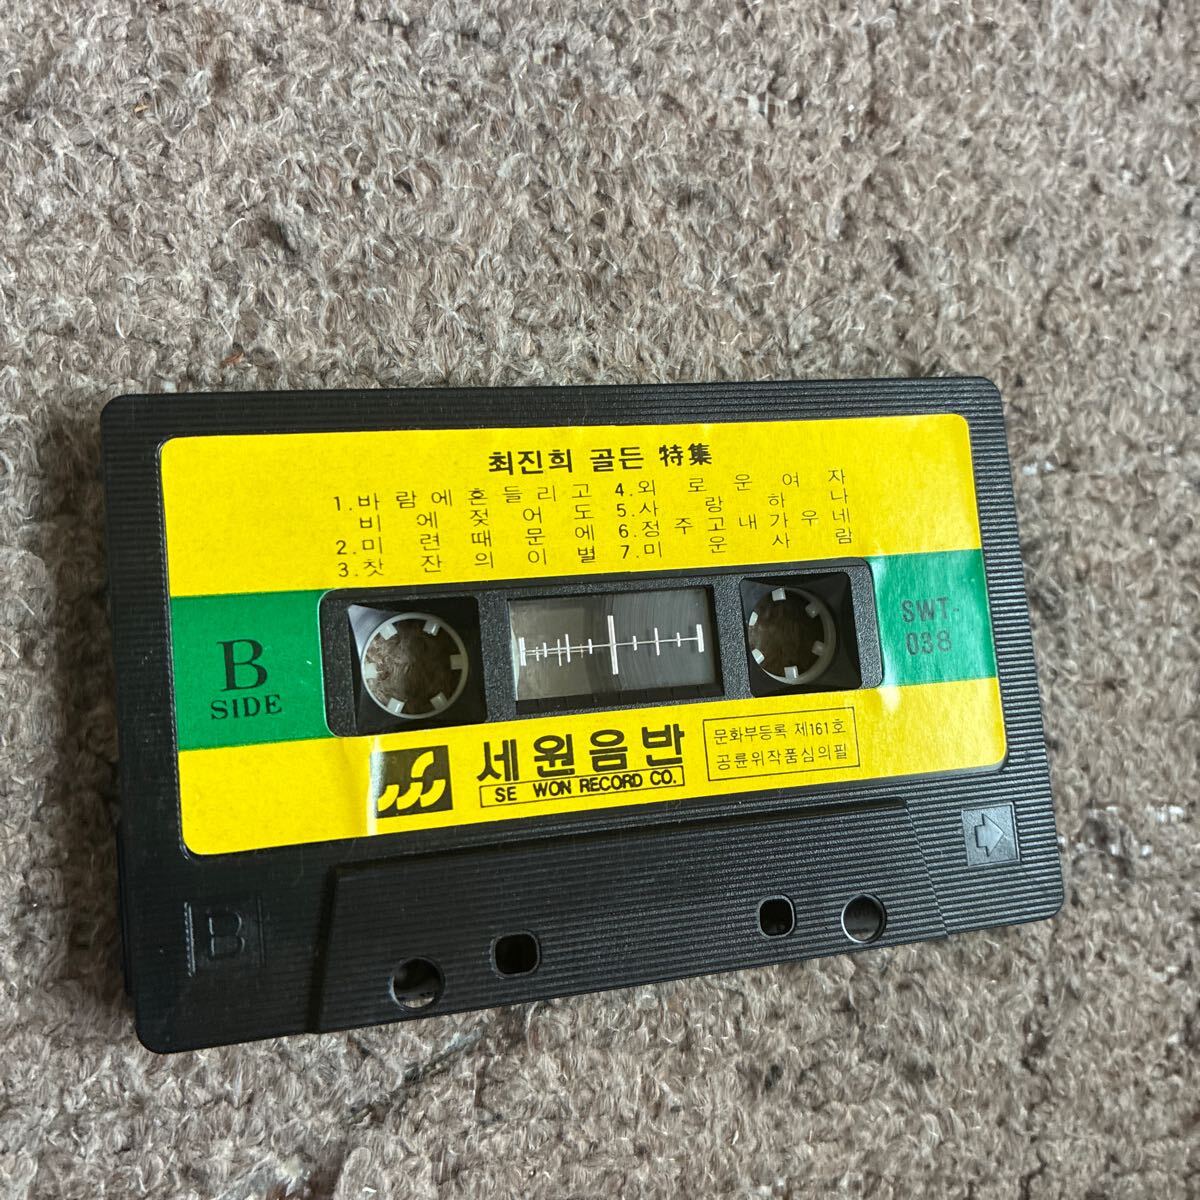 최진희 골든 特集
1.바람에흔들리고
비에젖어도
2.미련때문에
3.찻잔의이별
4.외로운여자
5.사랑하나
6.정주고내가우네
7.미운사람
B
SIDE
SWT-
038
세원음반
SE WON RECORD CO.
문화부등록 제161호
공륜위작품심의필
B